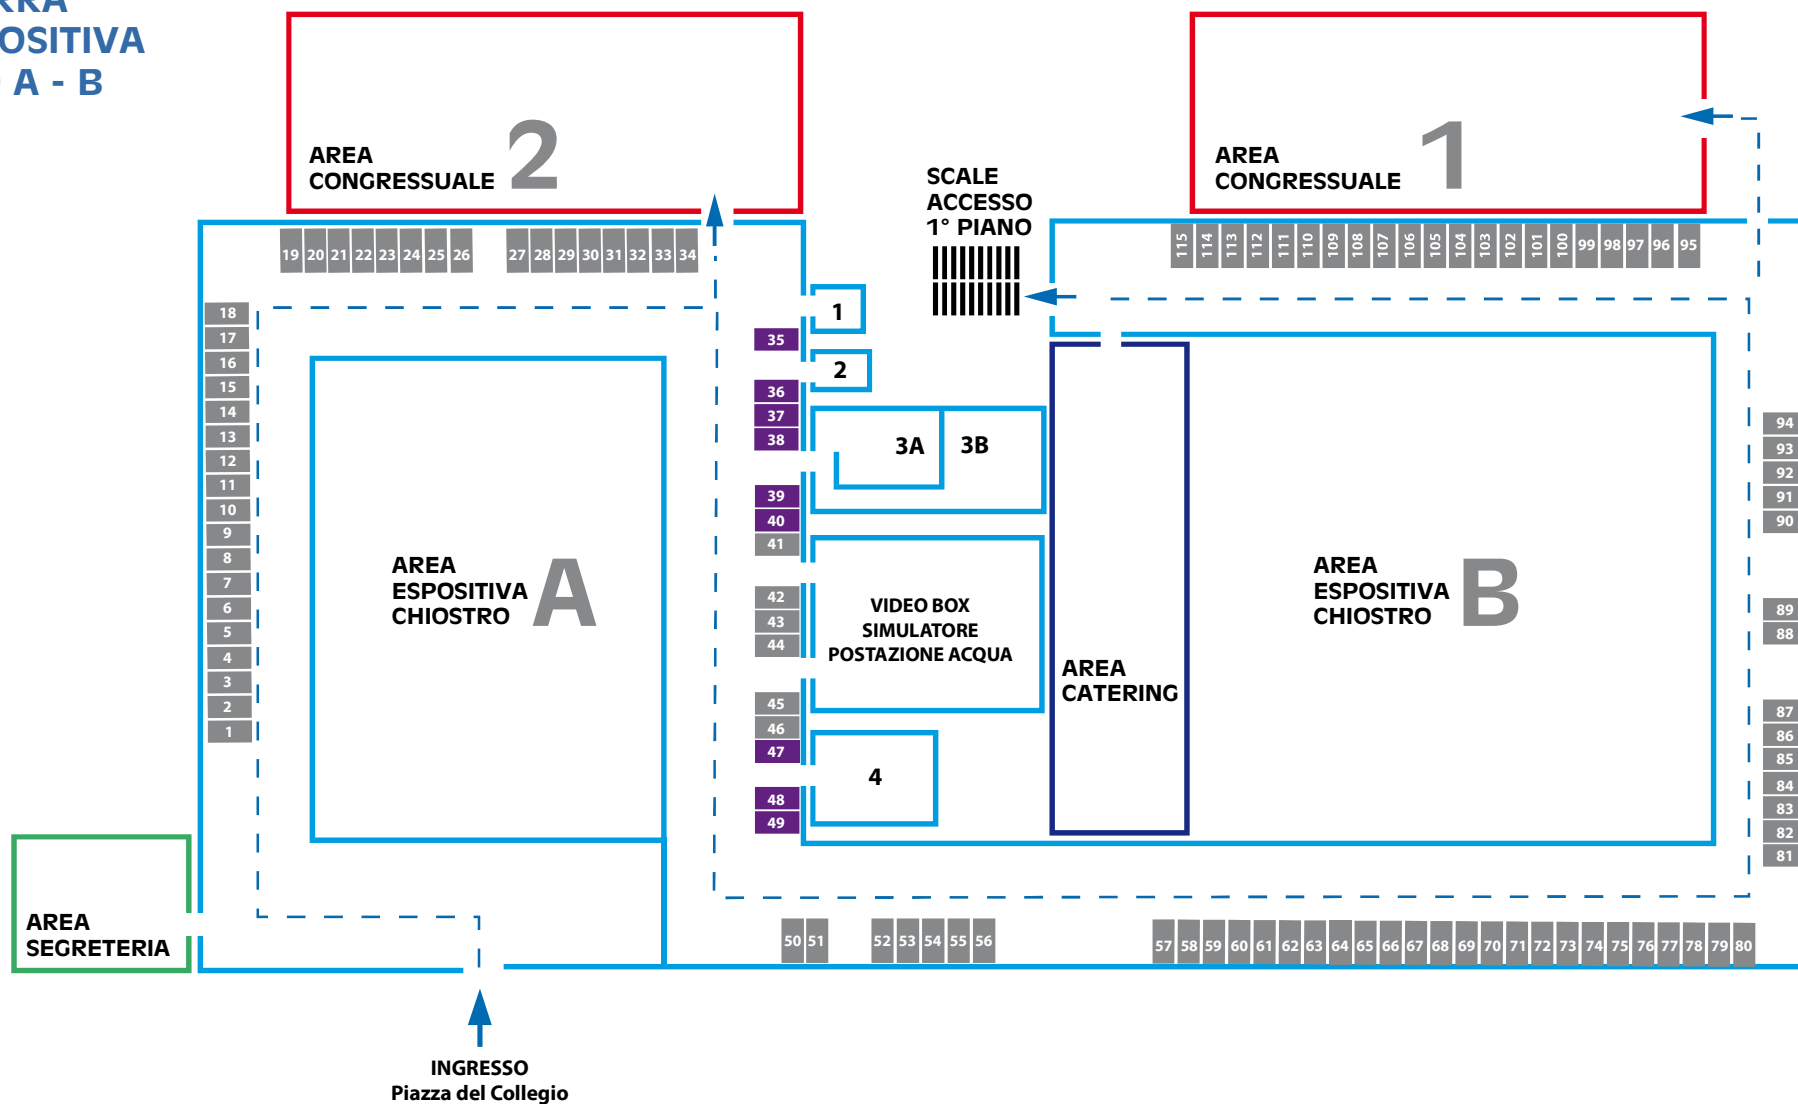 OSITIVA
A - B
AREA
CONGRESSUALE
2
AREA
CONGRESSUALE
1
SCALE
ACCESSO
1° PIANO
19 20 21 22 23 24 25 26
27 28 29 30 31 32 33 34
115 114 113 112 111 110 109 108 107 106 105 104 103 102 101 100 99 98 97 96 95
18
17
16
15
14
13
12
11
10
9
8
7
6
5
4
3
2
1
35
36
37
38
39
40
41
42
43
44
45
46
47
48
49
1
2
3A 3B
VIDEO BOX
SIMULATORE
POSTAZIONE ACQUA
4
AREA
ESPOSITIVA
CHIOSTRO
A
AREA
CATERING
AREA
ESPOSITIVA
CHIOSTRO
B
94
93
92
91
90
89
88
87
86
85
84
83
82
81
AREA
SEGRETERIA
50 51
52 53 54 55 56
57 58 59 60 61 62 63 64 65 66 67 68 69 70 71 72 73 74 75 76 77 78 79 80
INGRESSO
Piazza del Collegio